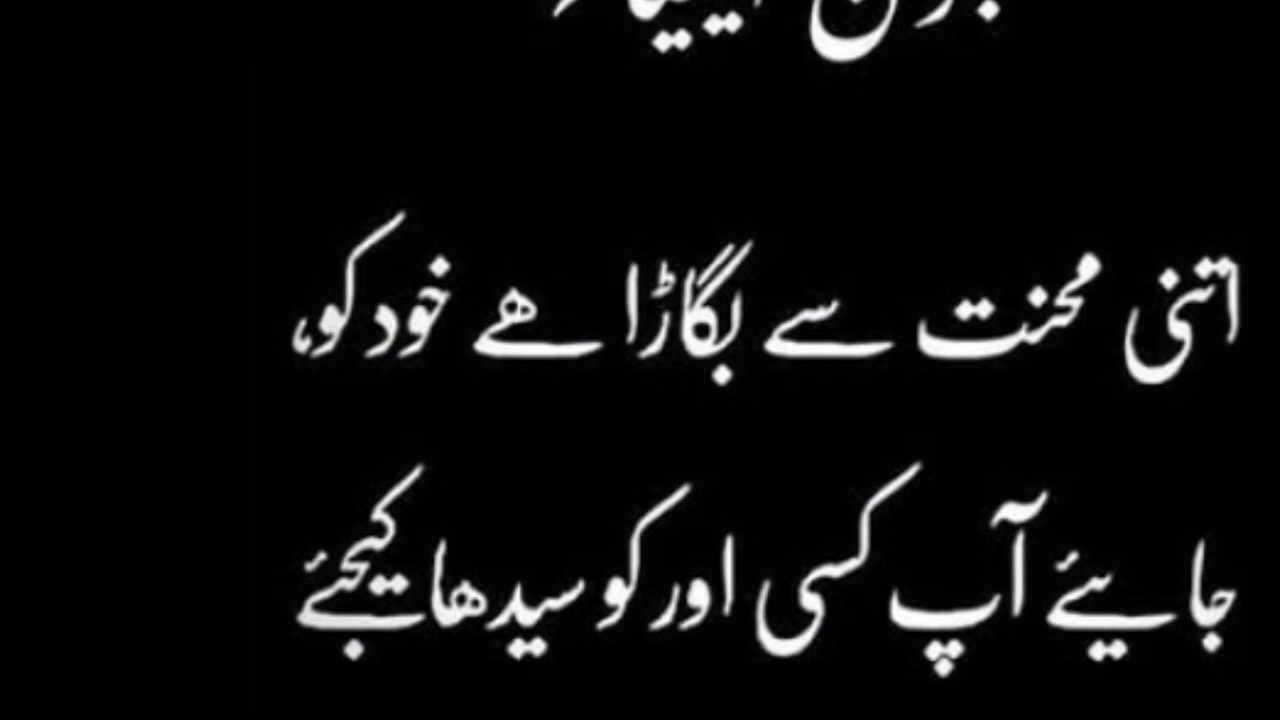 اتنی محنت سے بگاڑا ھے خود کو،
جایئے آپ کسی اور کو سیدھا کیجئے